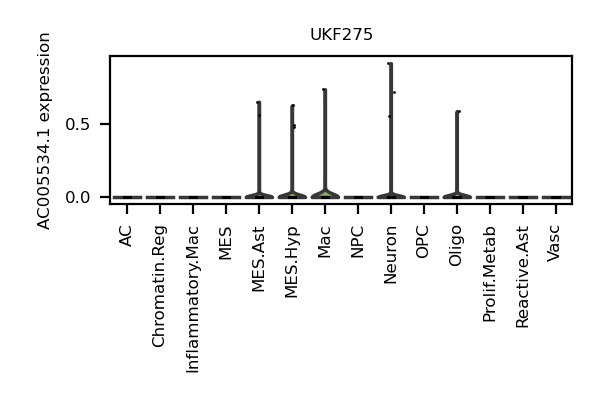 UKF275
AC005534.1 expression
0.5
0.0
AC
Chromatin.Reg
Inflammatory.Mac
MES
MES.Ast
MES.Hyp
Mac
NPC
Neuron
OPC
Oligo
Prolif.Metab
Reactive.Ast
Vasc